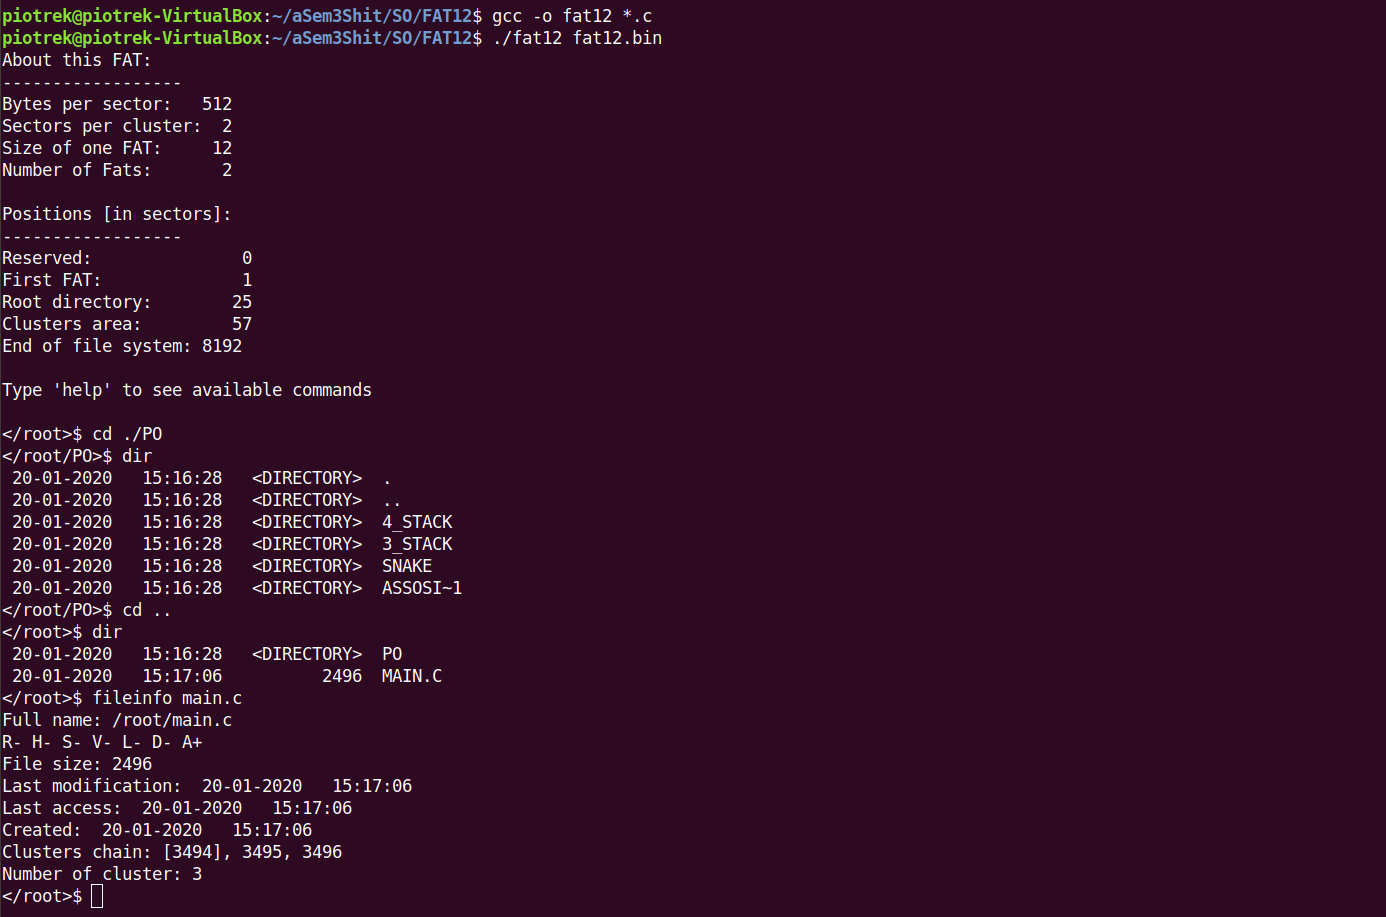 piotrek@piotrek-VirtualBox:~/aSem3Shit/SO/FAT12$ gcc -o fat12 *.c
piotrek@piotrek-VirtualBox:~/aSem3Shit/SO/FAT12$ ./fat12 fat12.bin
About this FAT:
------------------
Bytes per sector:   512
Sectors per cluster:  2
Size of one FAT:     12
Number of Fats:       2

Positions [in sectors]:
------------------
Reserved:               0
First FAT:              1
Root directory:        25
Clusters area:         57
End of file system: 8192

Type 'help' to see available commands

</root>$ cd ./PO
</root/PO>$ dir
 20-01-2020   15:16:28   <DIRECTORY>  .
 20-01-2020   15:16:28   <DIRECTORY>  ..
 20-01-2020   15:16:28   <DIRECTORY>  4_STACK
 20-01-2020   15:16:28   <DIRECTORY>  3_STACK
 20-01-2020   15:16:28   <DIRECTORY>  SNAKE
 20-01-2020   15:16:28   <DIRECTORY>  ASSOSI~1
</root/PO>$ cd ..
</root>$ dir
 20-01-2020   15:16:28   <DIRECTORY>  PO
 20-01-2020   15:17:06          2496  MAIN.C
</root>$ fileinfo main.c
Full name: /root/main.c
R- H- S- V- L- D- A+
File size: 2496
Last modification:  20-01-2020   15:17:06
Last access:  20-01-2020   15:17:06
Created:  20-01-2020   15:17:06
Clusters chain: [3494], 3495, 3496
Number of cluster: 3
</root>$